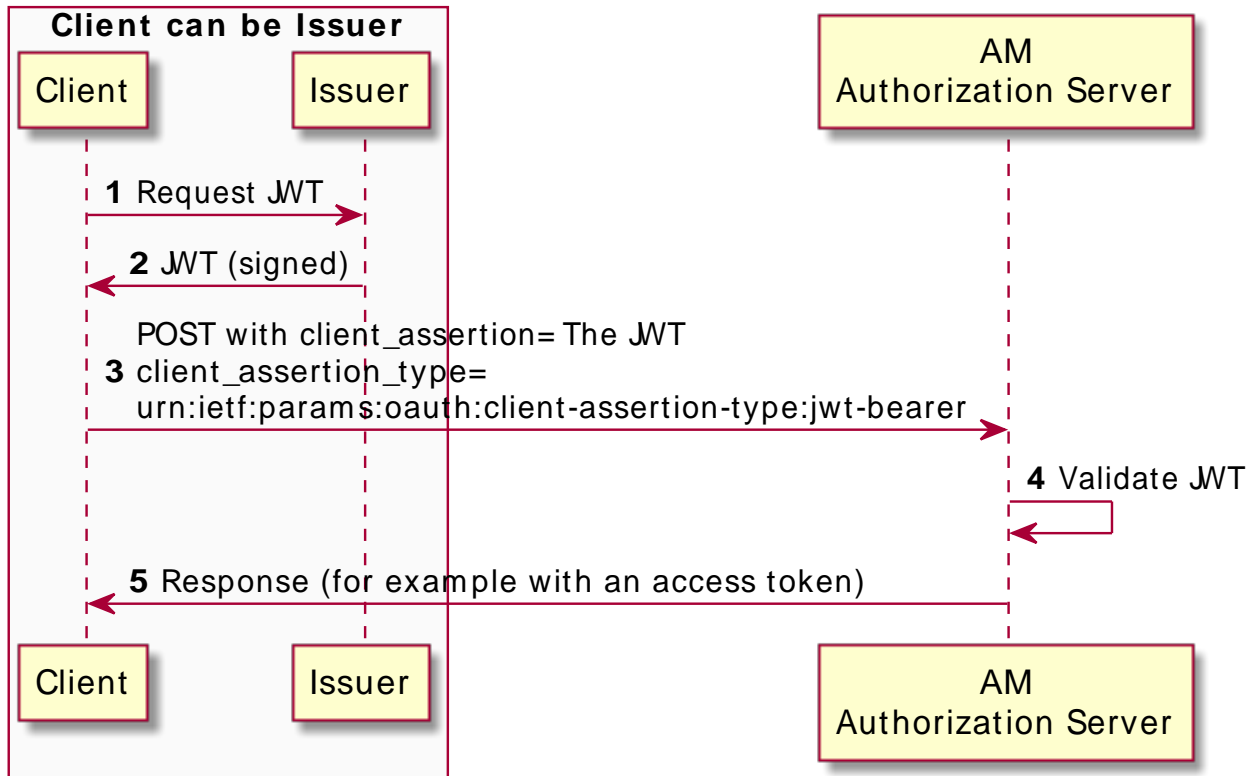 Client can be Issuer
Client
Issuer
AM
Authorization Server
1 Request JWT
2 JWT (signed)
POST with client_assertion= The JWT
3 client_assertion_type=
urn:ietf:params:oauth:client-assertion-type:jwt-bearer
4 Validate JWT
5 Response (for example with an access token)
Client
Issuer
AM
Authorization Server